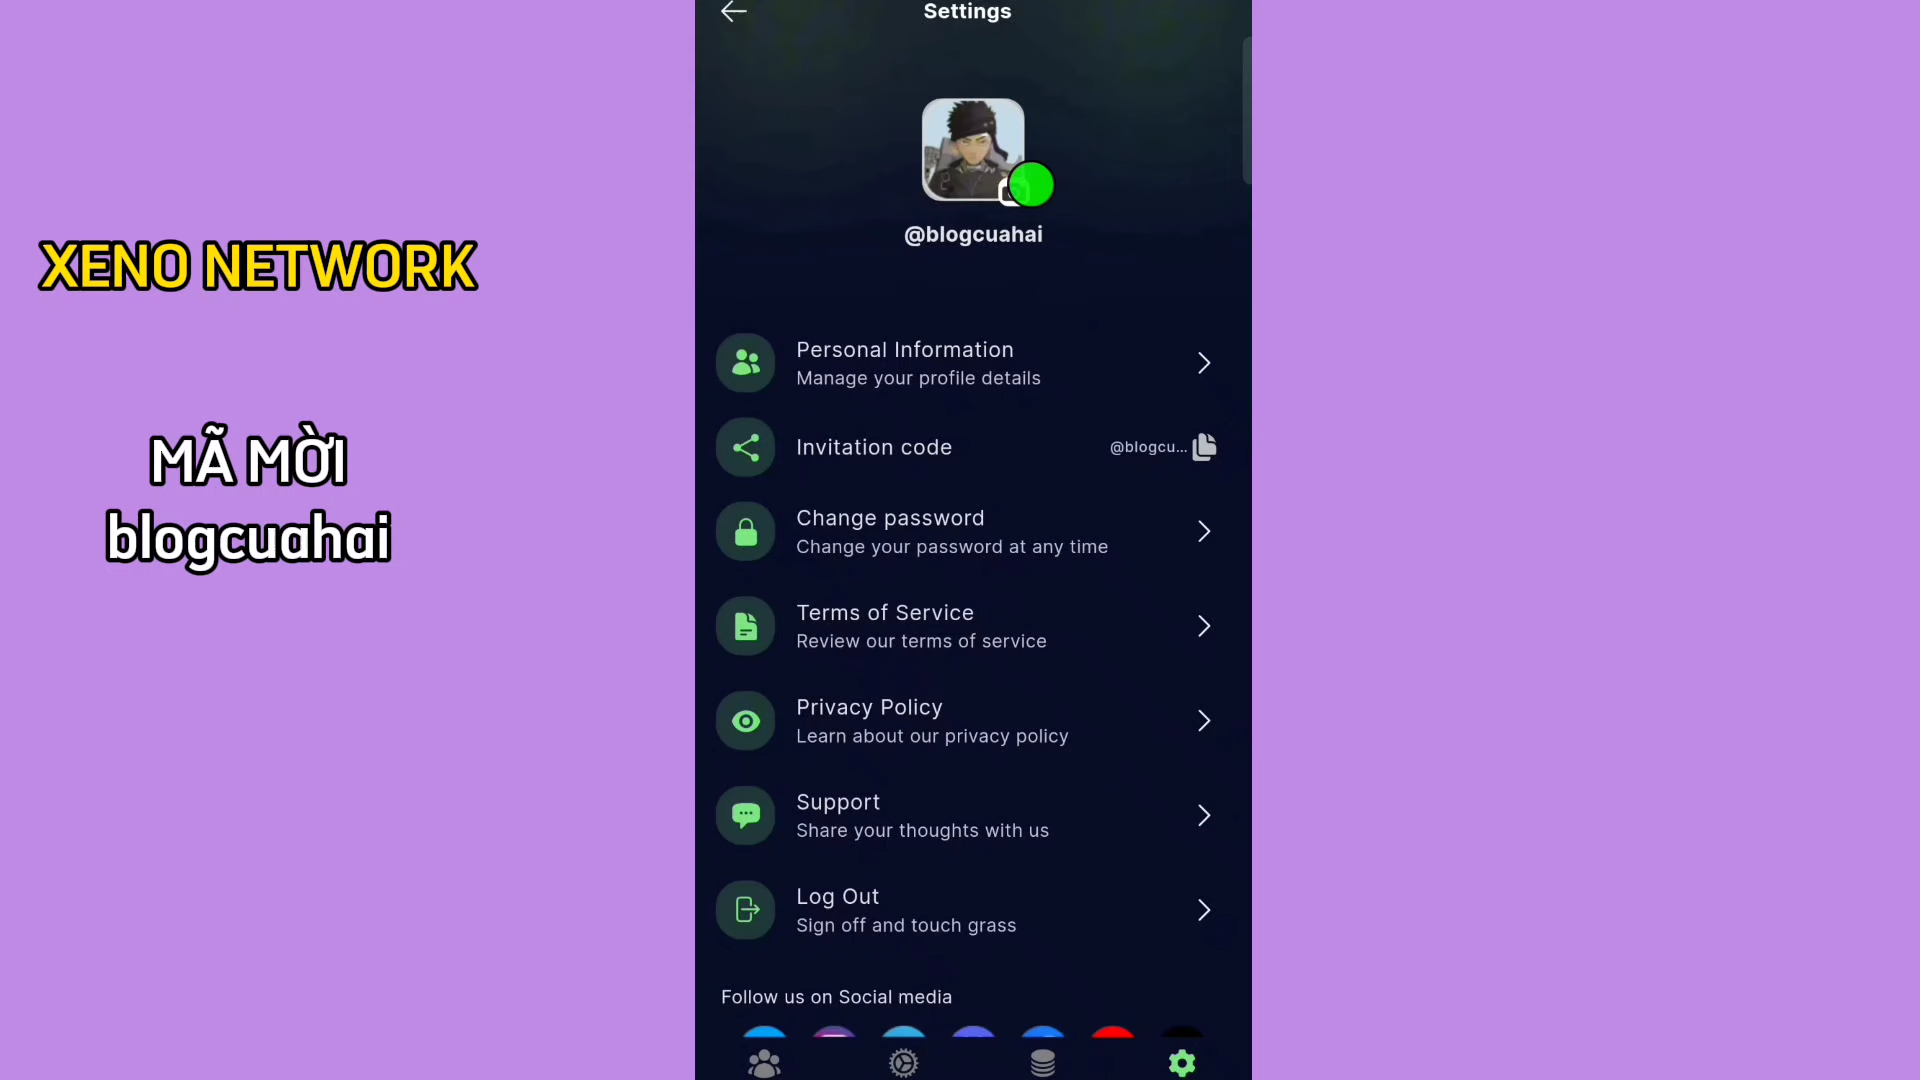 Settings
@blogcuahai
XENO NETWORK
MÃ MỜI
blogcuahai
Personal Information
Manage your profile details
Invitation code
@blogcu...
Change password
Change your password at any time
Terms of Service
Review our terms of service
Privacy Policy
Learn about our privacy policy
Support
Share your thoughts with us
Log Out
Sign off and touch grass
Follow us on Social media